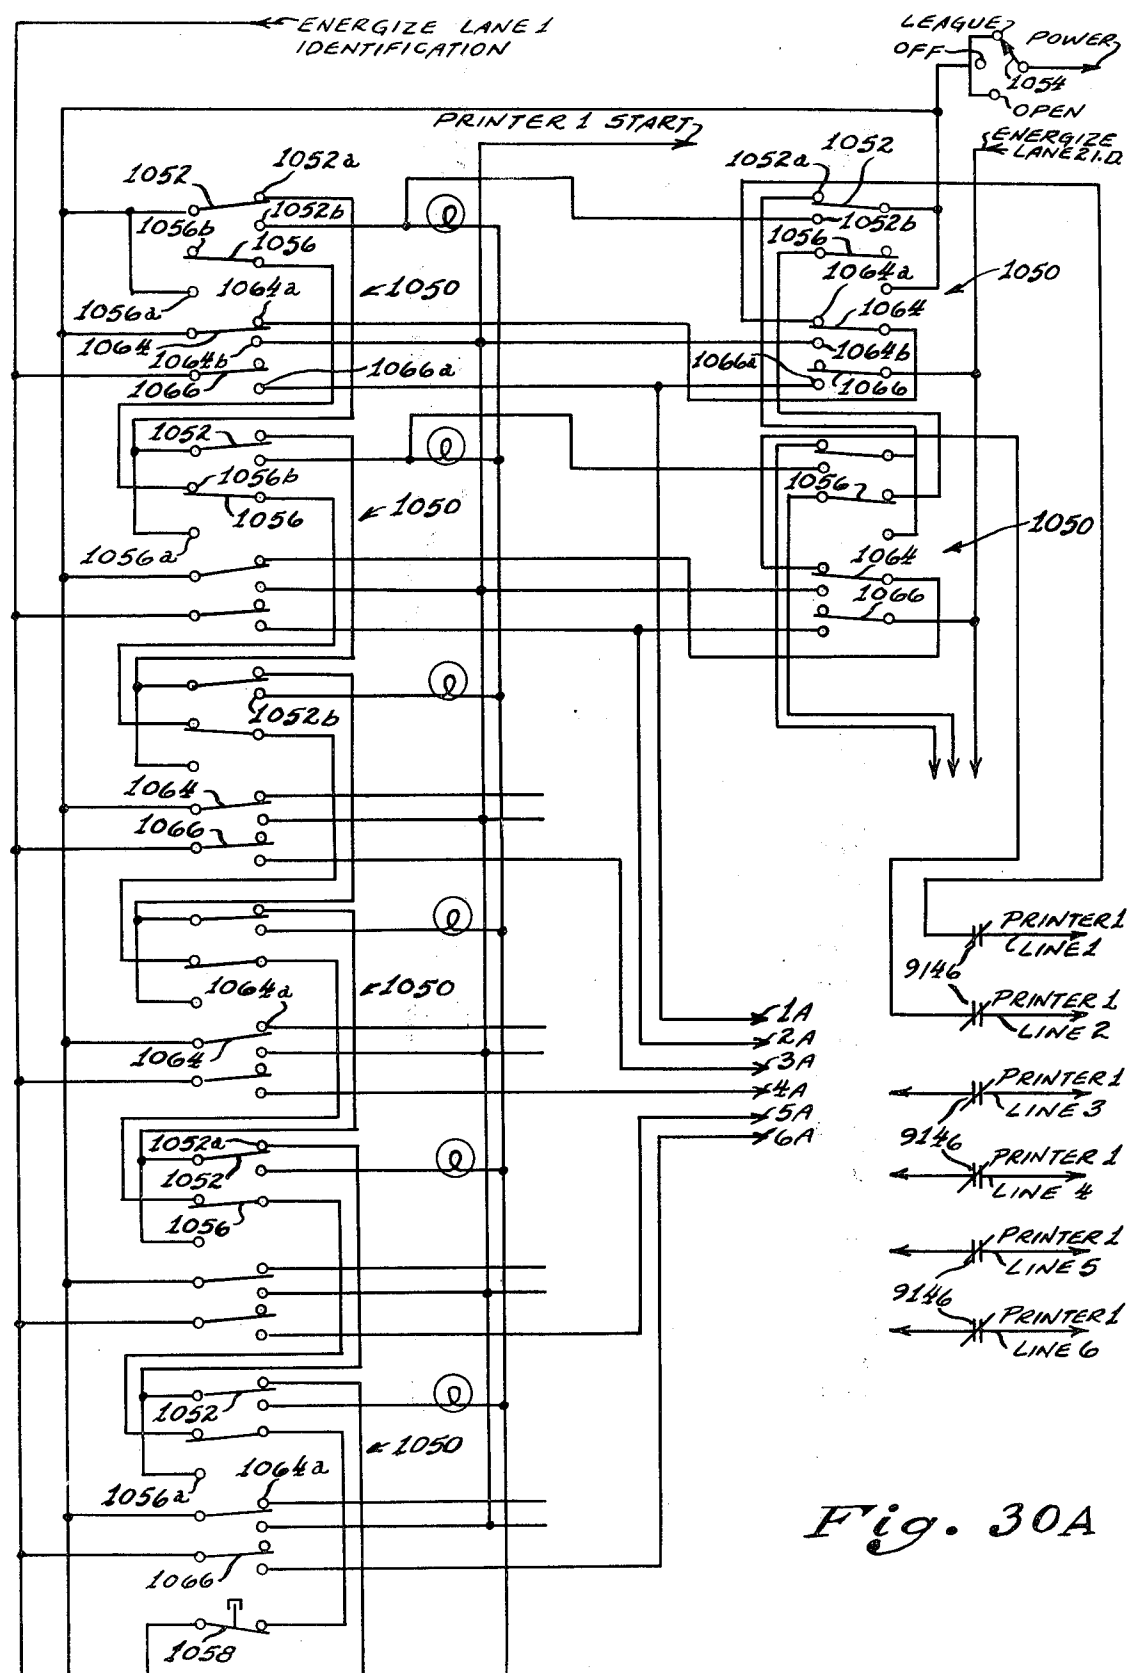 ENERGIZE LANE 1
IDENTIFICATION
LEAGUE
OFF
POWER
1054
OPEN
PRINTER 1 START
ENERGIZE
LANE 2 I.D
1052
1052a
1052b
1056b
1056
1064a
1050
1056a
1064
1064b
1066
1066a
1052a
1052
1052b
1056
1064a
1050
1064
1064b
1066a
1066
1052
1056b
1050
1056
1056a
1056
1050
1064
1066
1052b
1064
1066
1050
1064a
1064
1A
2A
3A
4A
5A
6A
PRINTER 1
LINE 1
9146
PRINTER 1
LINE 2
PRINTER 1
LINE 3
9146
PRINTER 1
LINE 4
PRINTER 1
LINE 5
9146
PRINTER 1
LINE 6
1052a
1052
1056
1052
1050
1064a
1056a
1066
1058
Fig. 30A